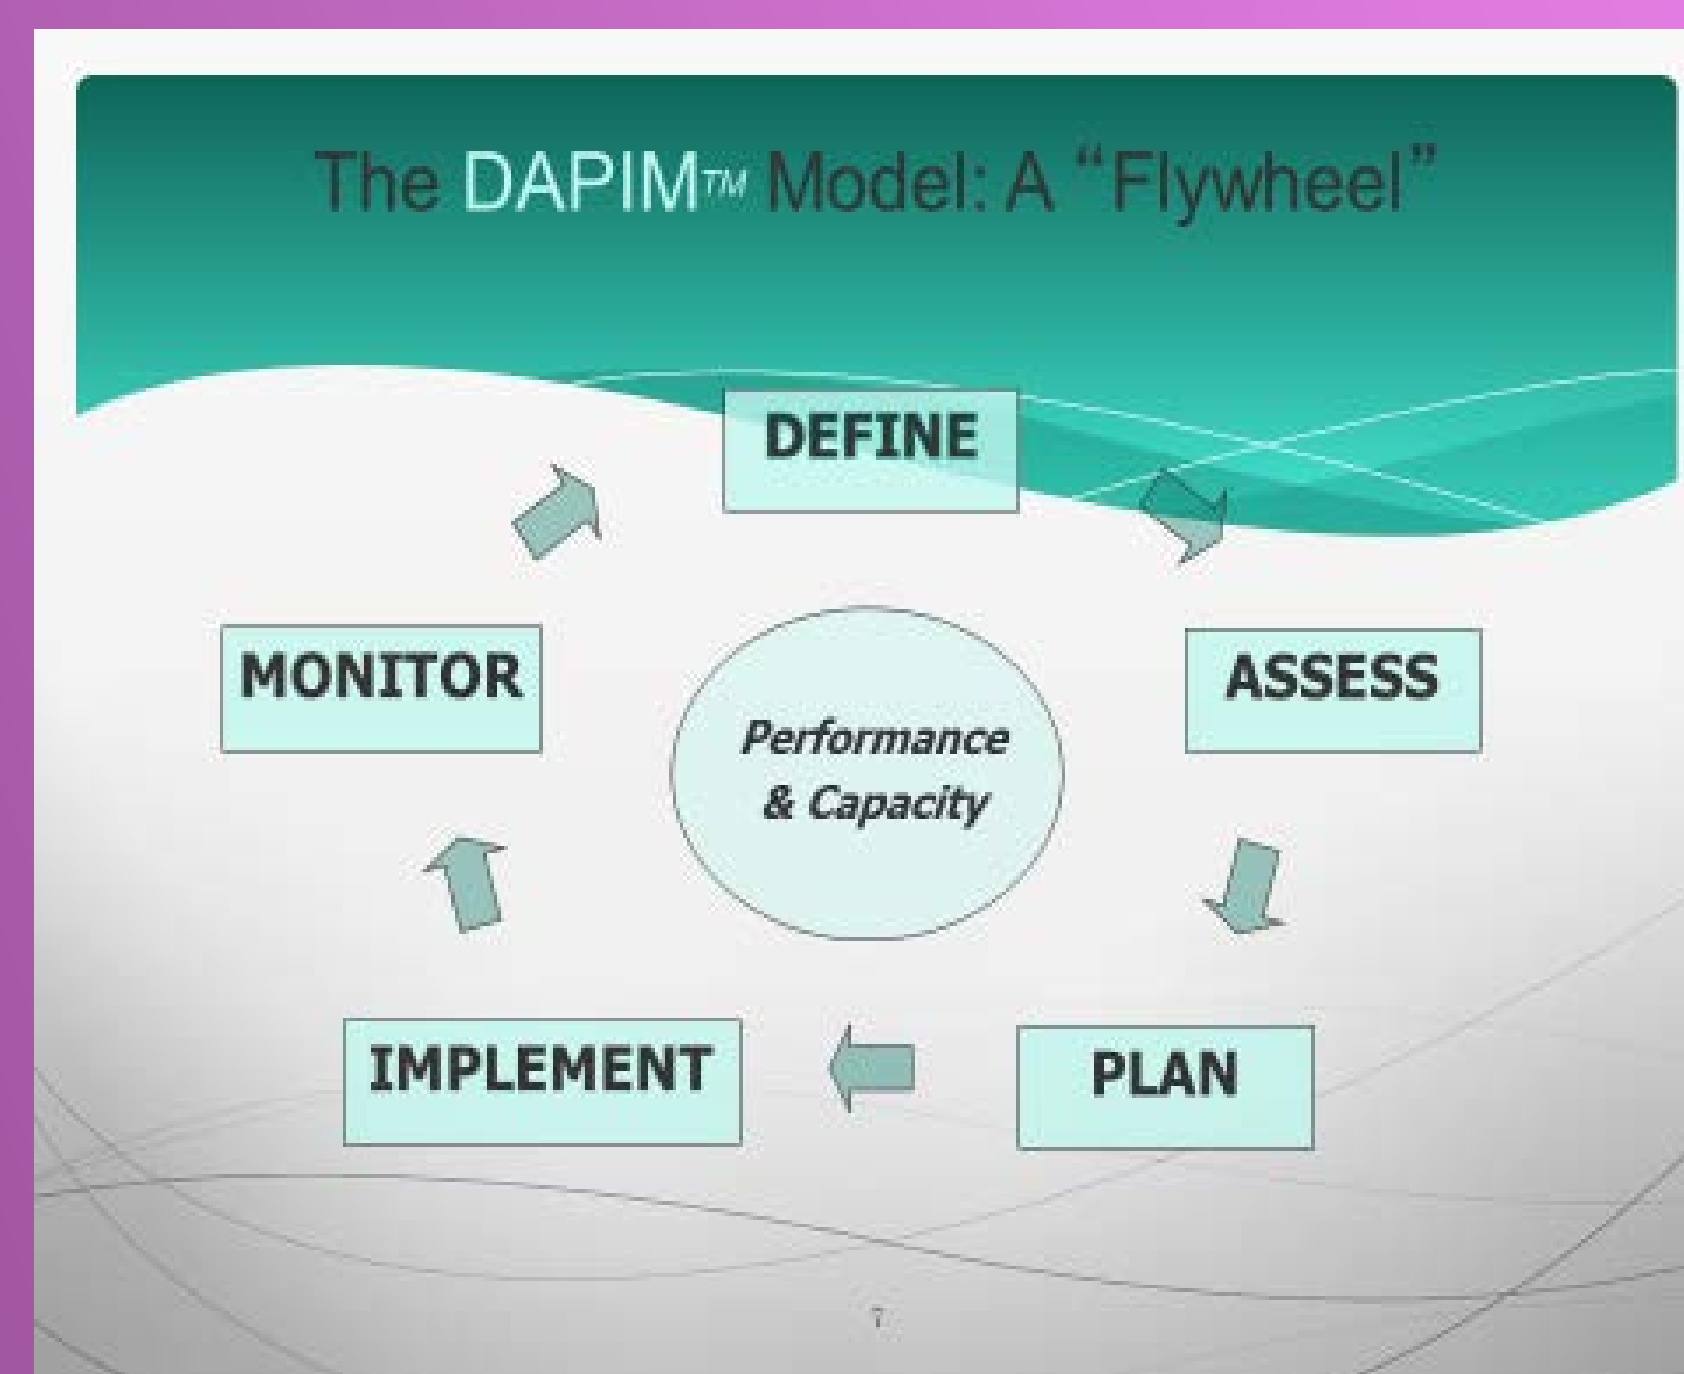 The DAPIM™ Model: A “Flywheel”
DEFINE
MONITOR
ASSESS
Performance
& Capacity
IMPLEMENT
PLAN
7